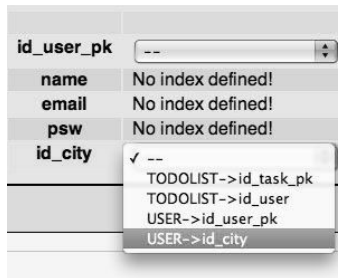 id_user_pk --
name No index defined!
email No index defined!
psw No index defined!
id_city ✓ --
TODOLIST->id_task_pk
TODOLIST->id_user
USER->id_user_pk
USER->id_city